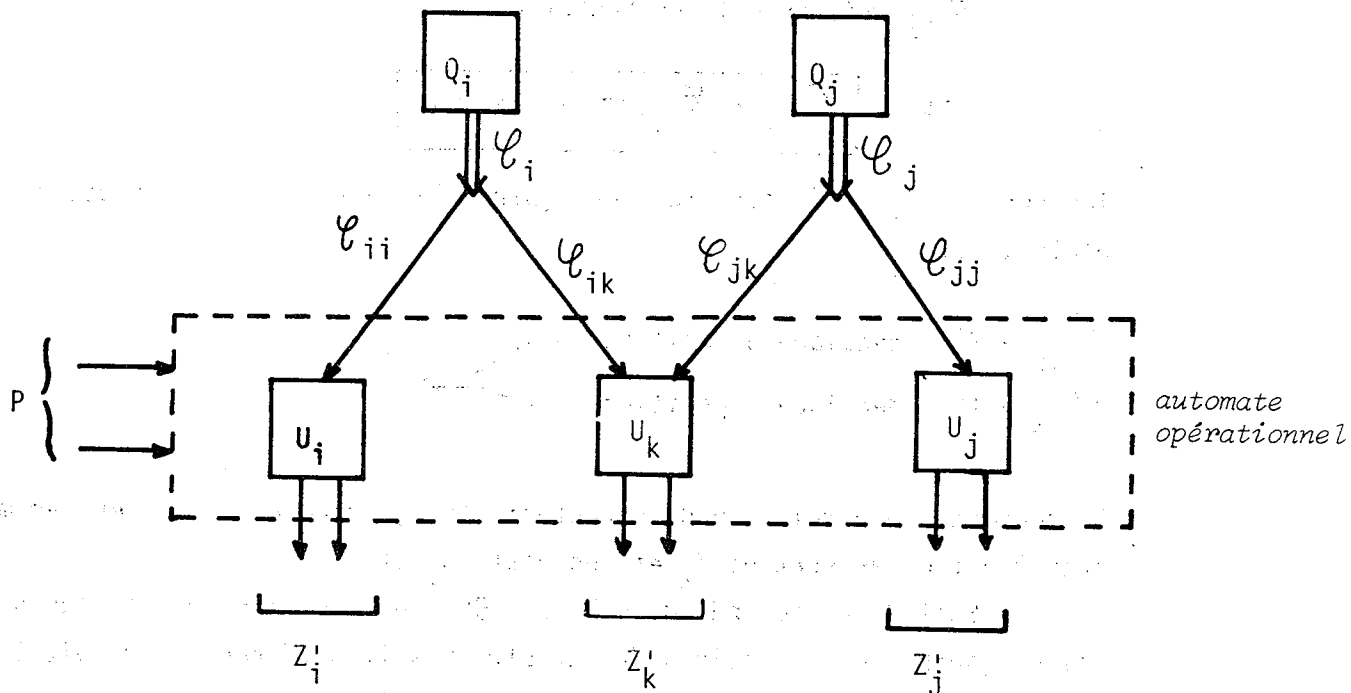 Q_i Q_j
𝒞_i 𝒞_j
𝒞_ii 𝒞_ik 𝒞_jk 𝒞_jj
P
U_i U_k U_j
automate
opérationnel
Z'_i Z'_k Z'_j